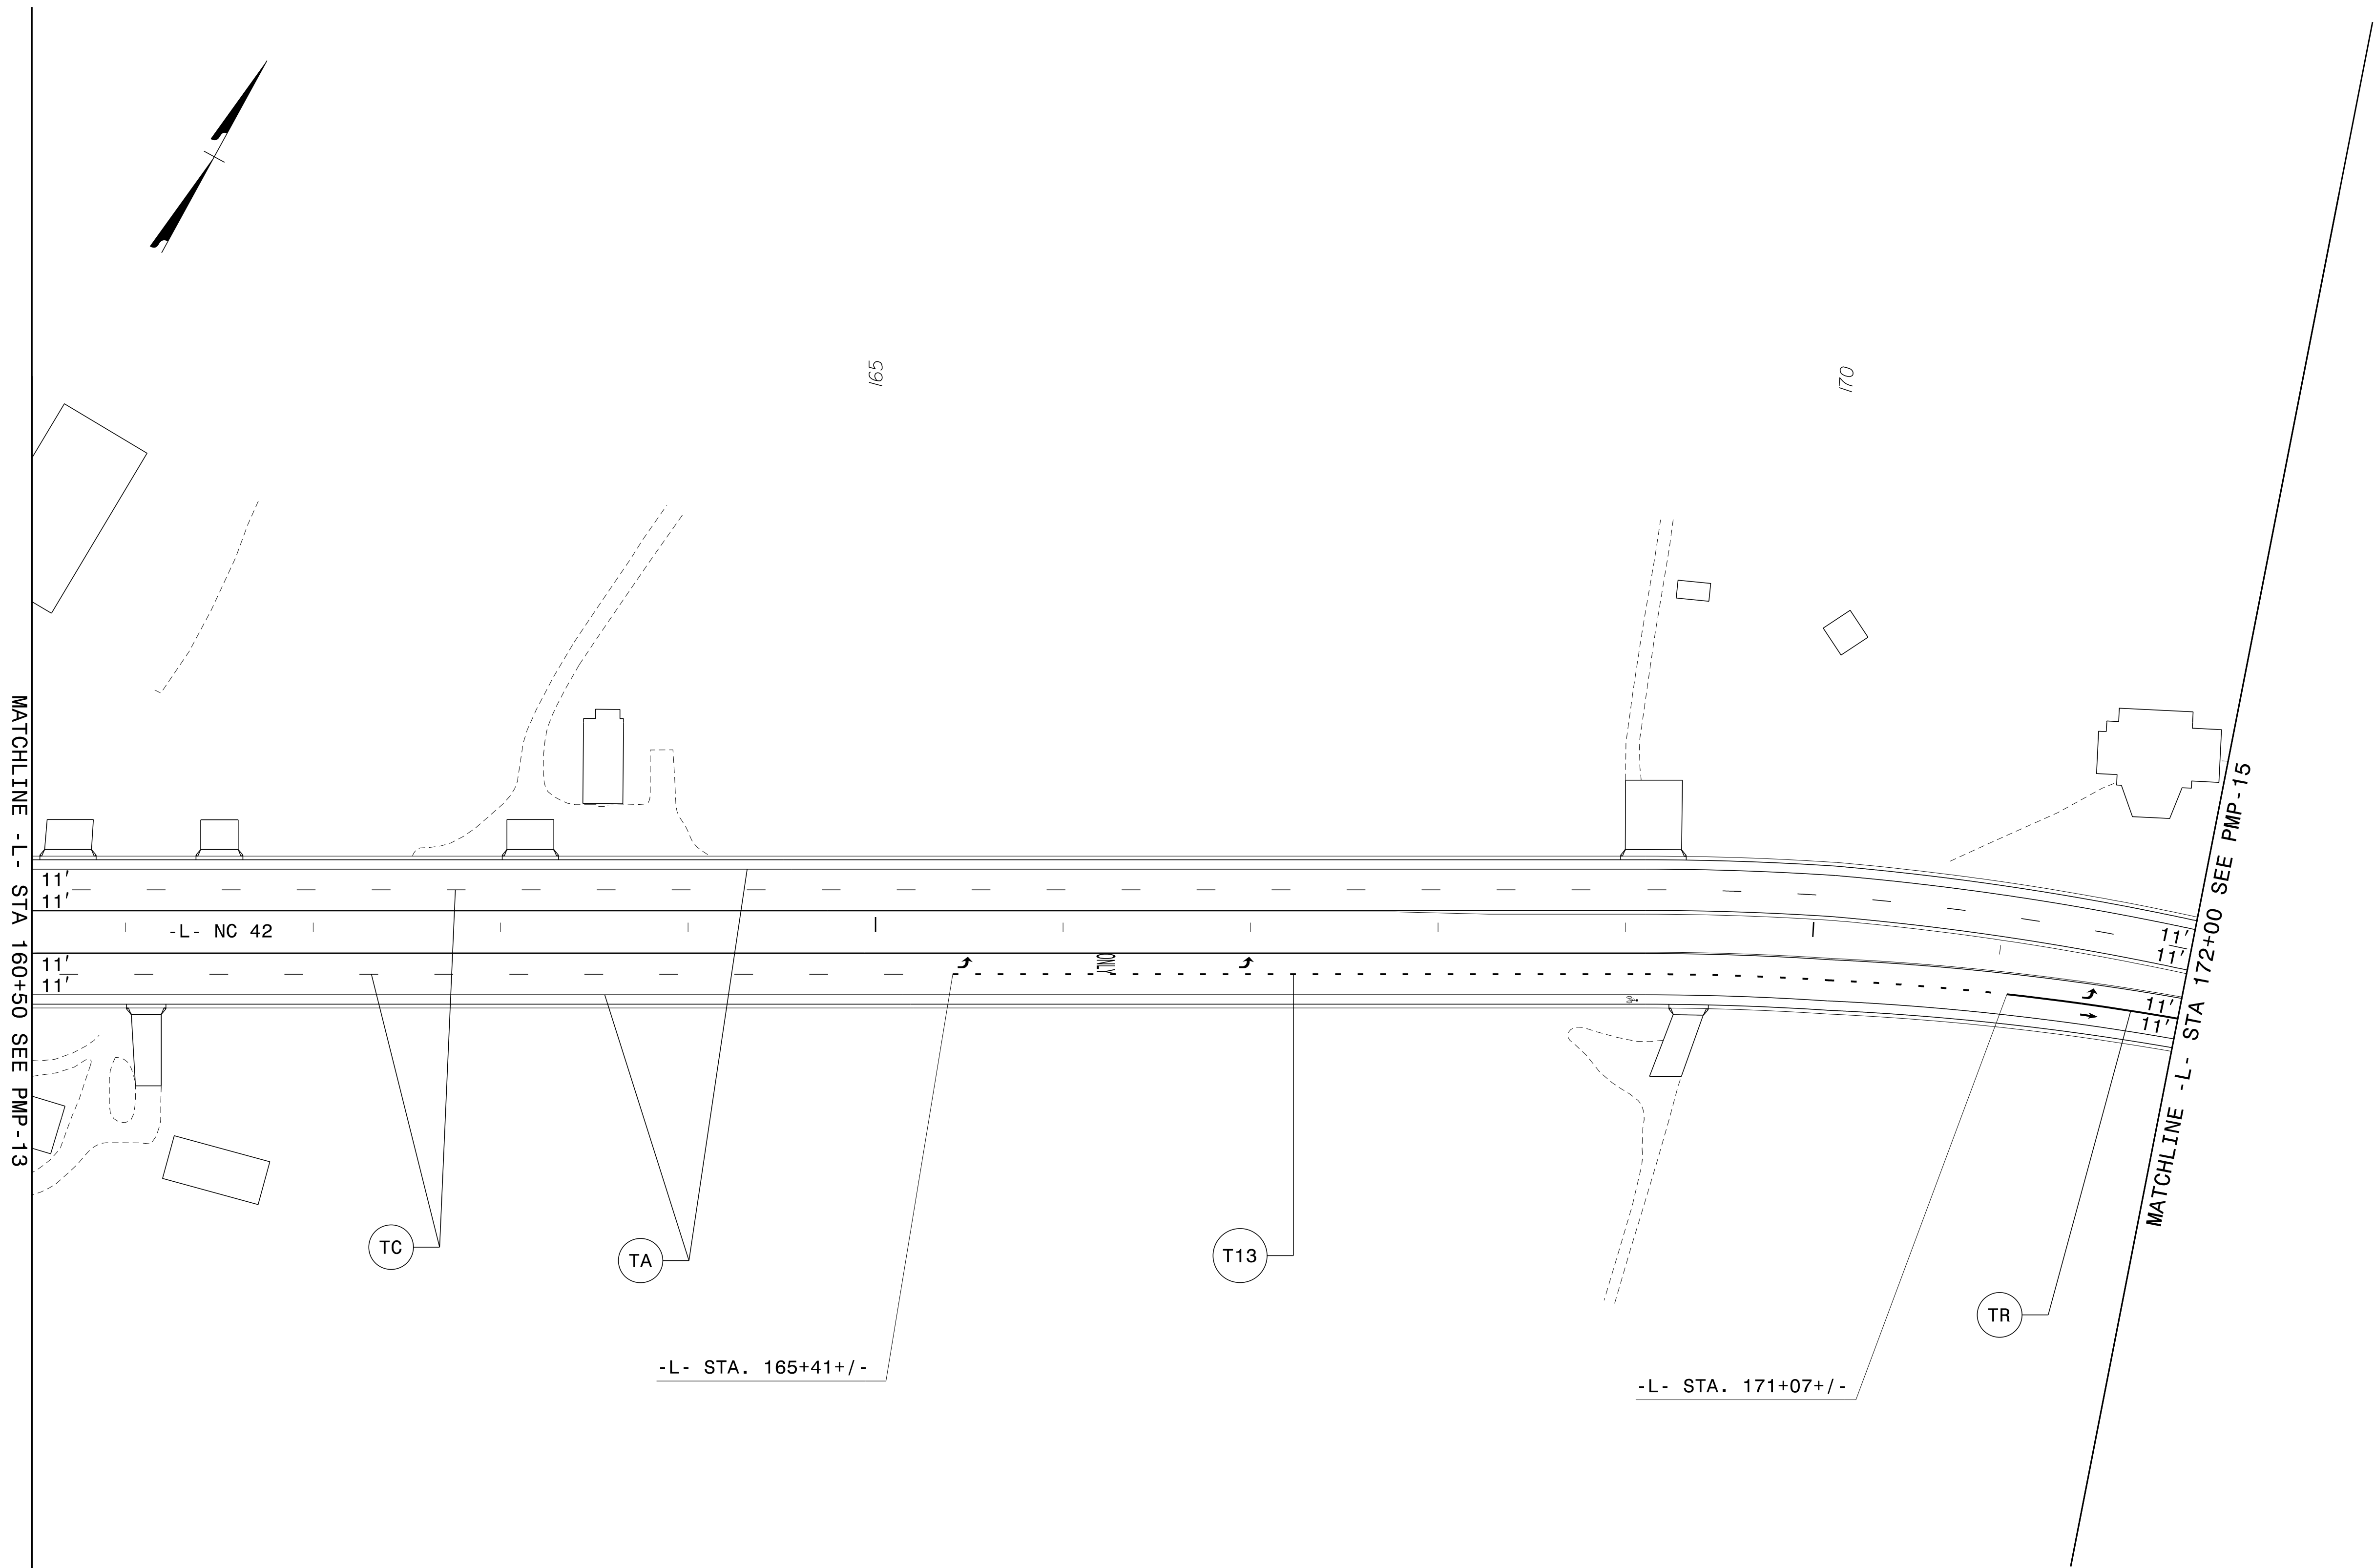 165
170
MATCHLINE -L- STA 160+50 SEE PMP-13
MATCHLINE -L- STA 172+00 SEE PMP-15
11'
11'
-L- NC 42
11'
11'
ONLY
11'
11'
11'
11'
TC
TA
T13
TR
-L- STA. 165+41+/-
-L- STA. 171+07+/-